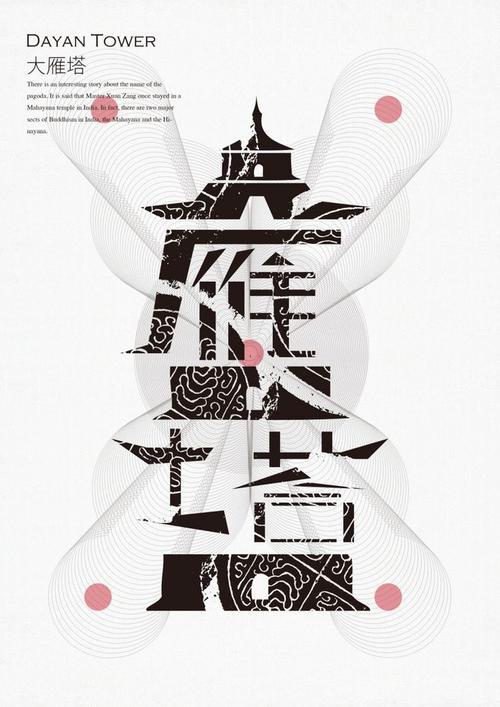 DAYAN TOWER
大雁塔
There is an interesting story about the name of the
pagoda. It is said that Master Xuan Zang once stayed in a
Mahayana temple in India. In fact, there are two major
sects of Buddhism in India, the Mahayana and the Hi-
nayana.
雁
塔